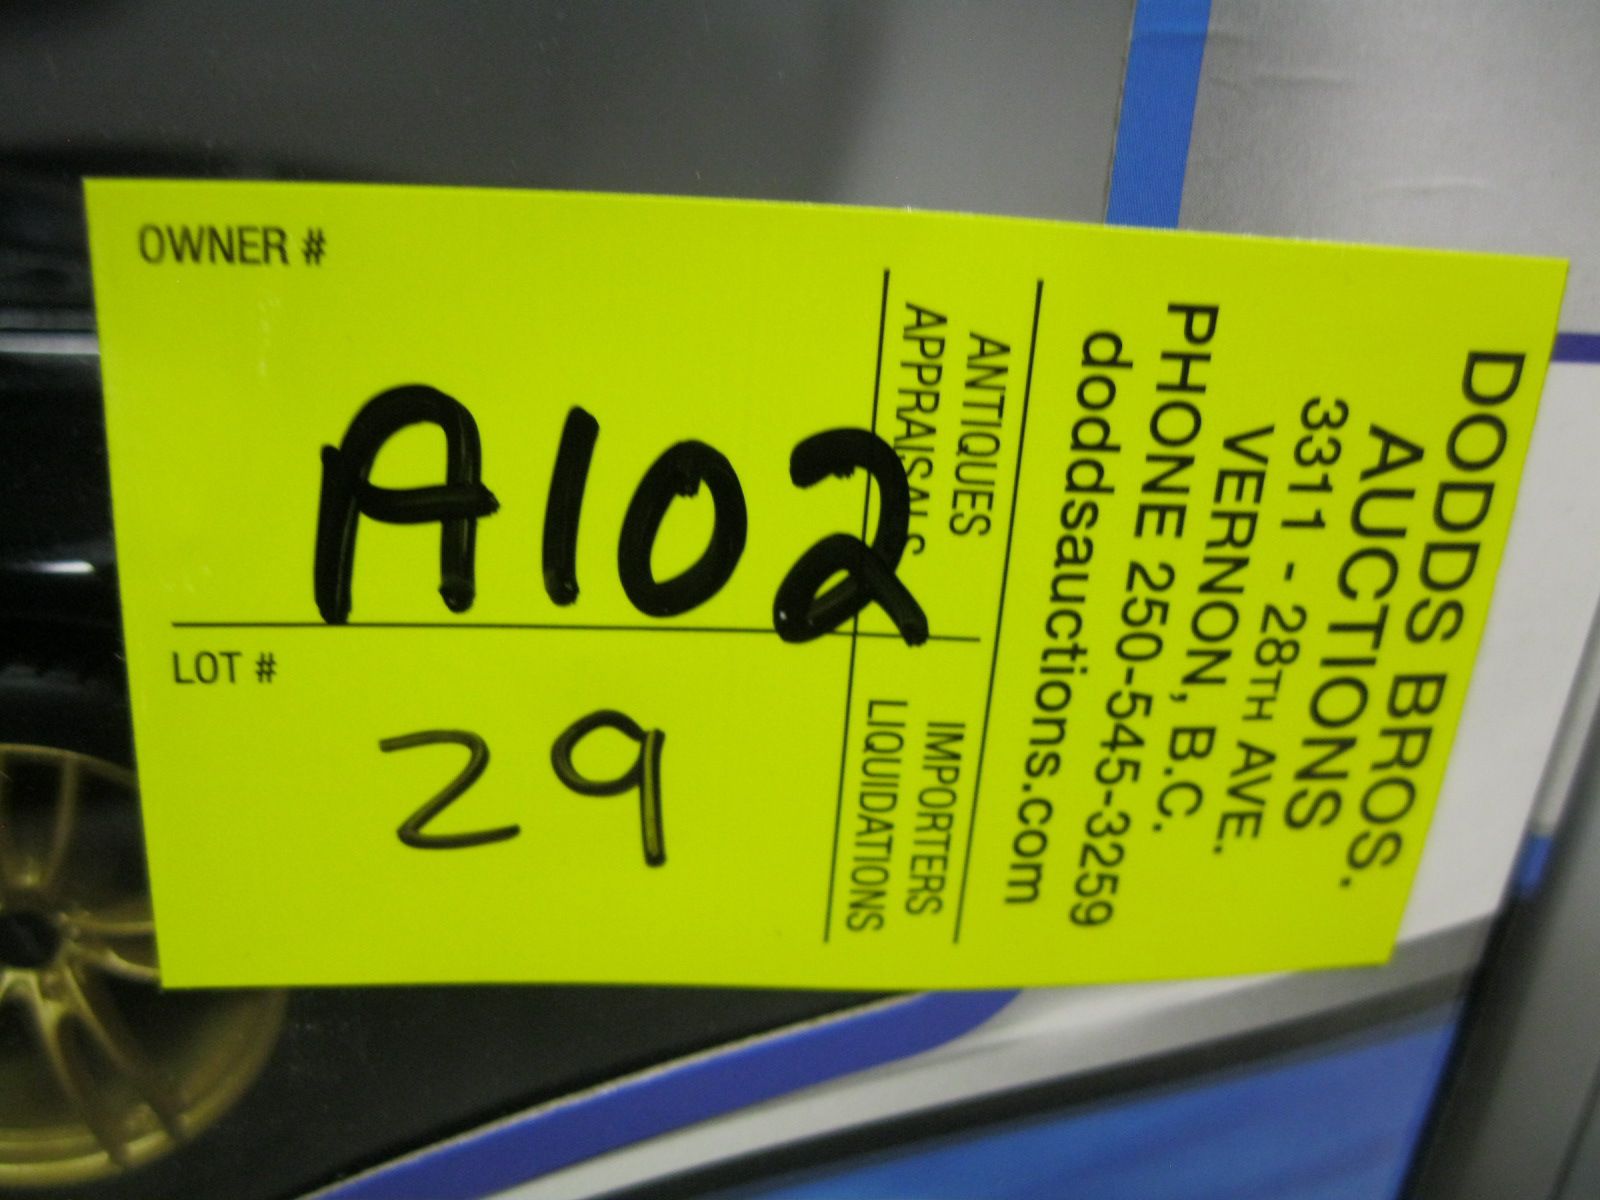 DODDS BROS.
AUCTIONS
3311 - 28TH AVE.
VERNON, B.C.
PHONE 250-545-3259
doddsauctions.com
ANTIQUES IMPORTERS
APPRAISALS LIQUIDATIONS
OWNER #
A102
LOT #
29